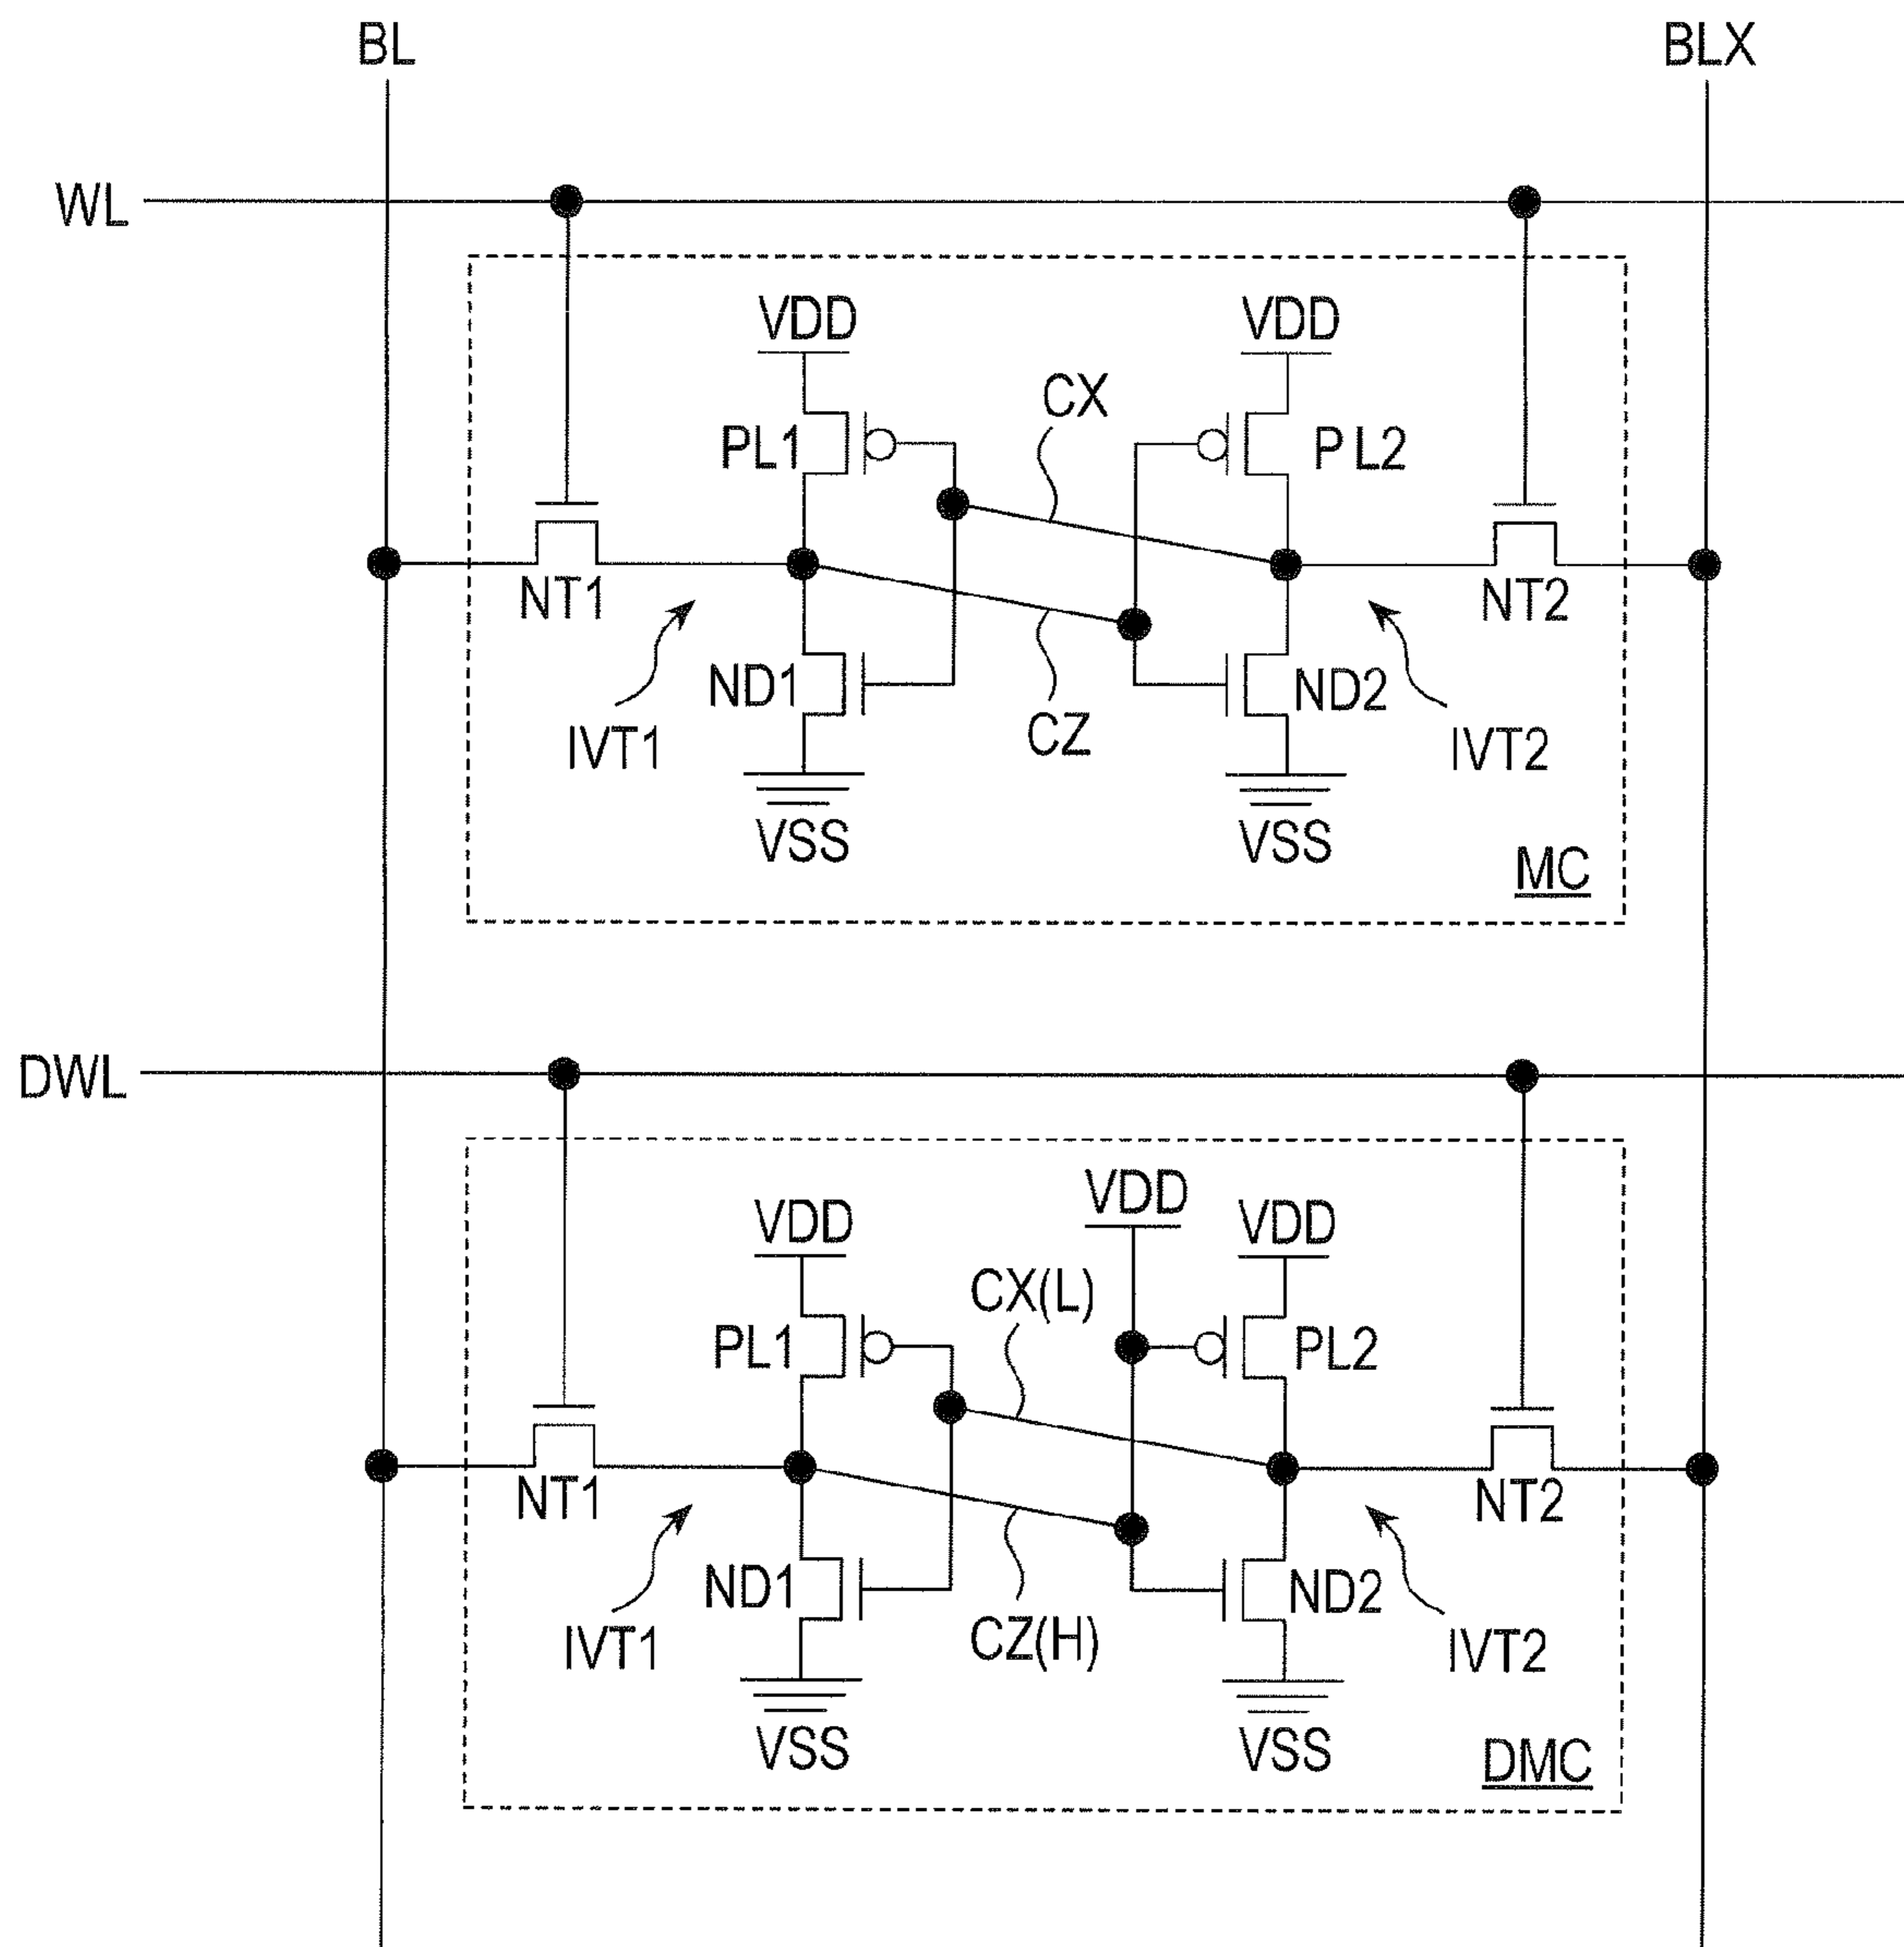 BL BLX
WL
VDD VDD
CX
PL1 PL2
NT1 NT2
ND1 ND2
IVT1 CZ IVT2
VSS VSS
MC
DWL
VDD
VDD VDD
CX(L)
PL1 PL2
NT1 NT2
ND1 ND2
IVT1 CZ(H) IVT2
VSS VSS
DMC